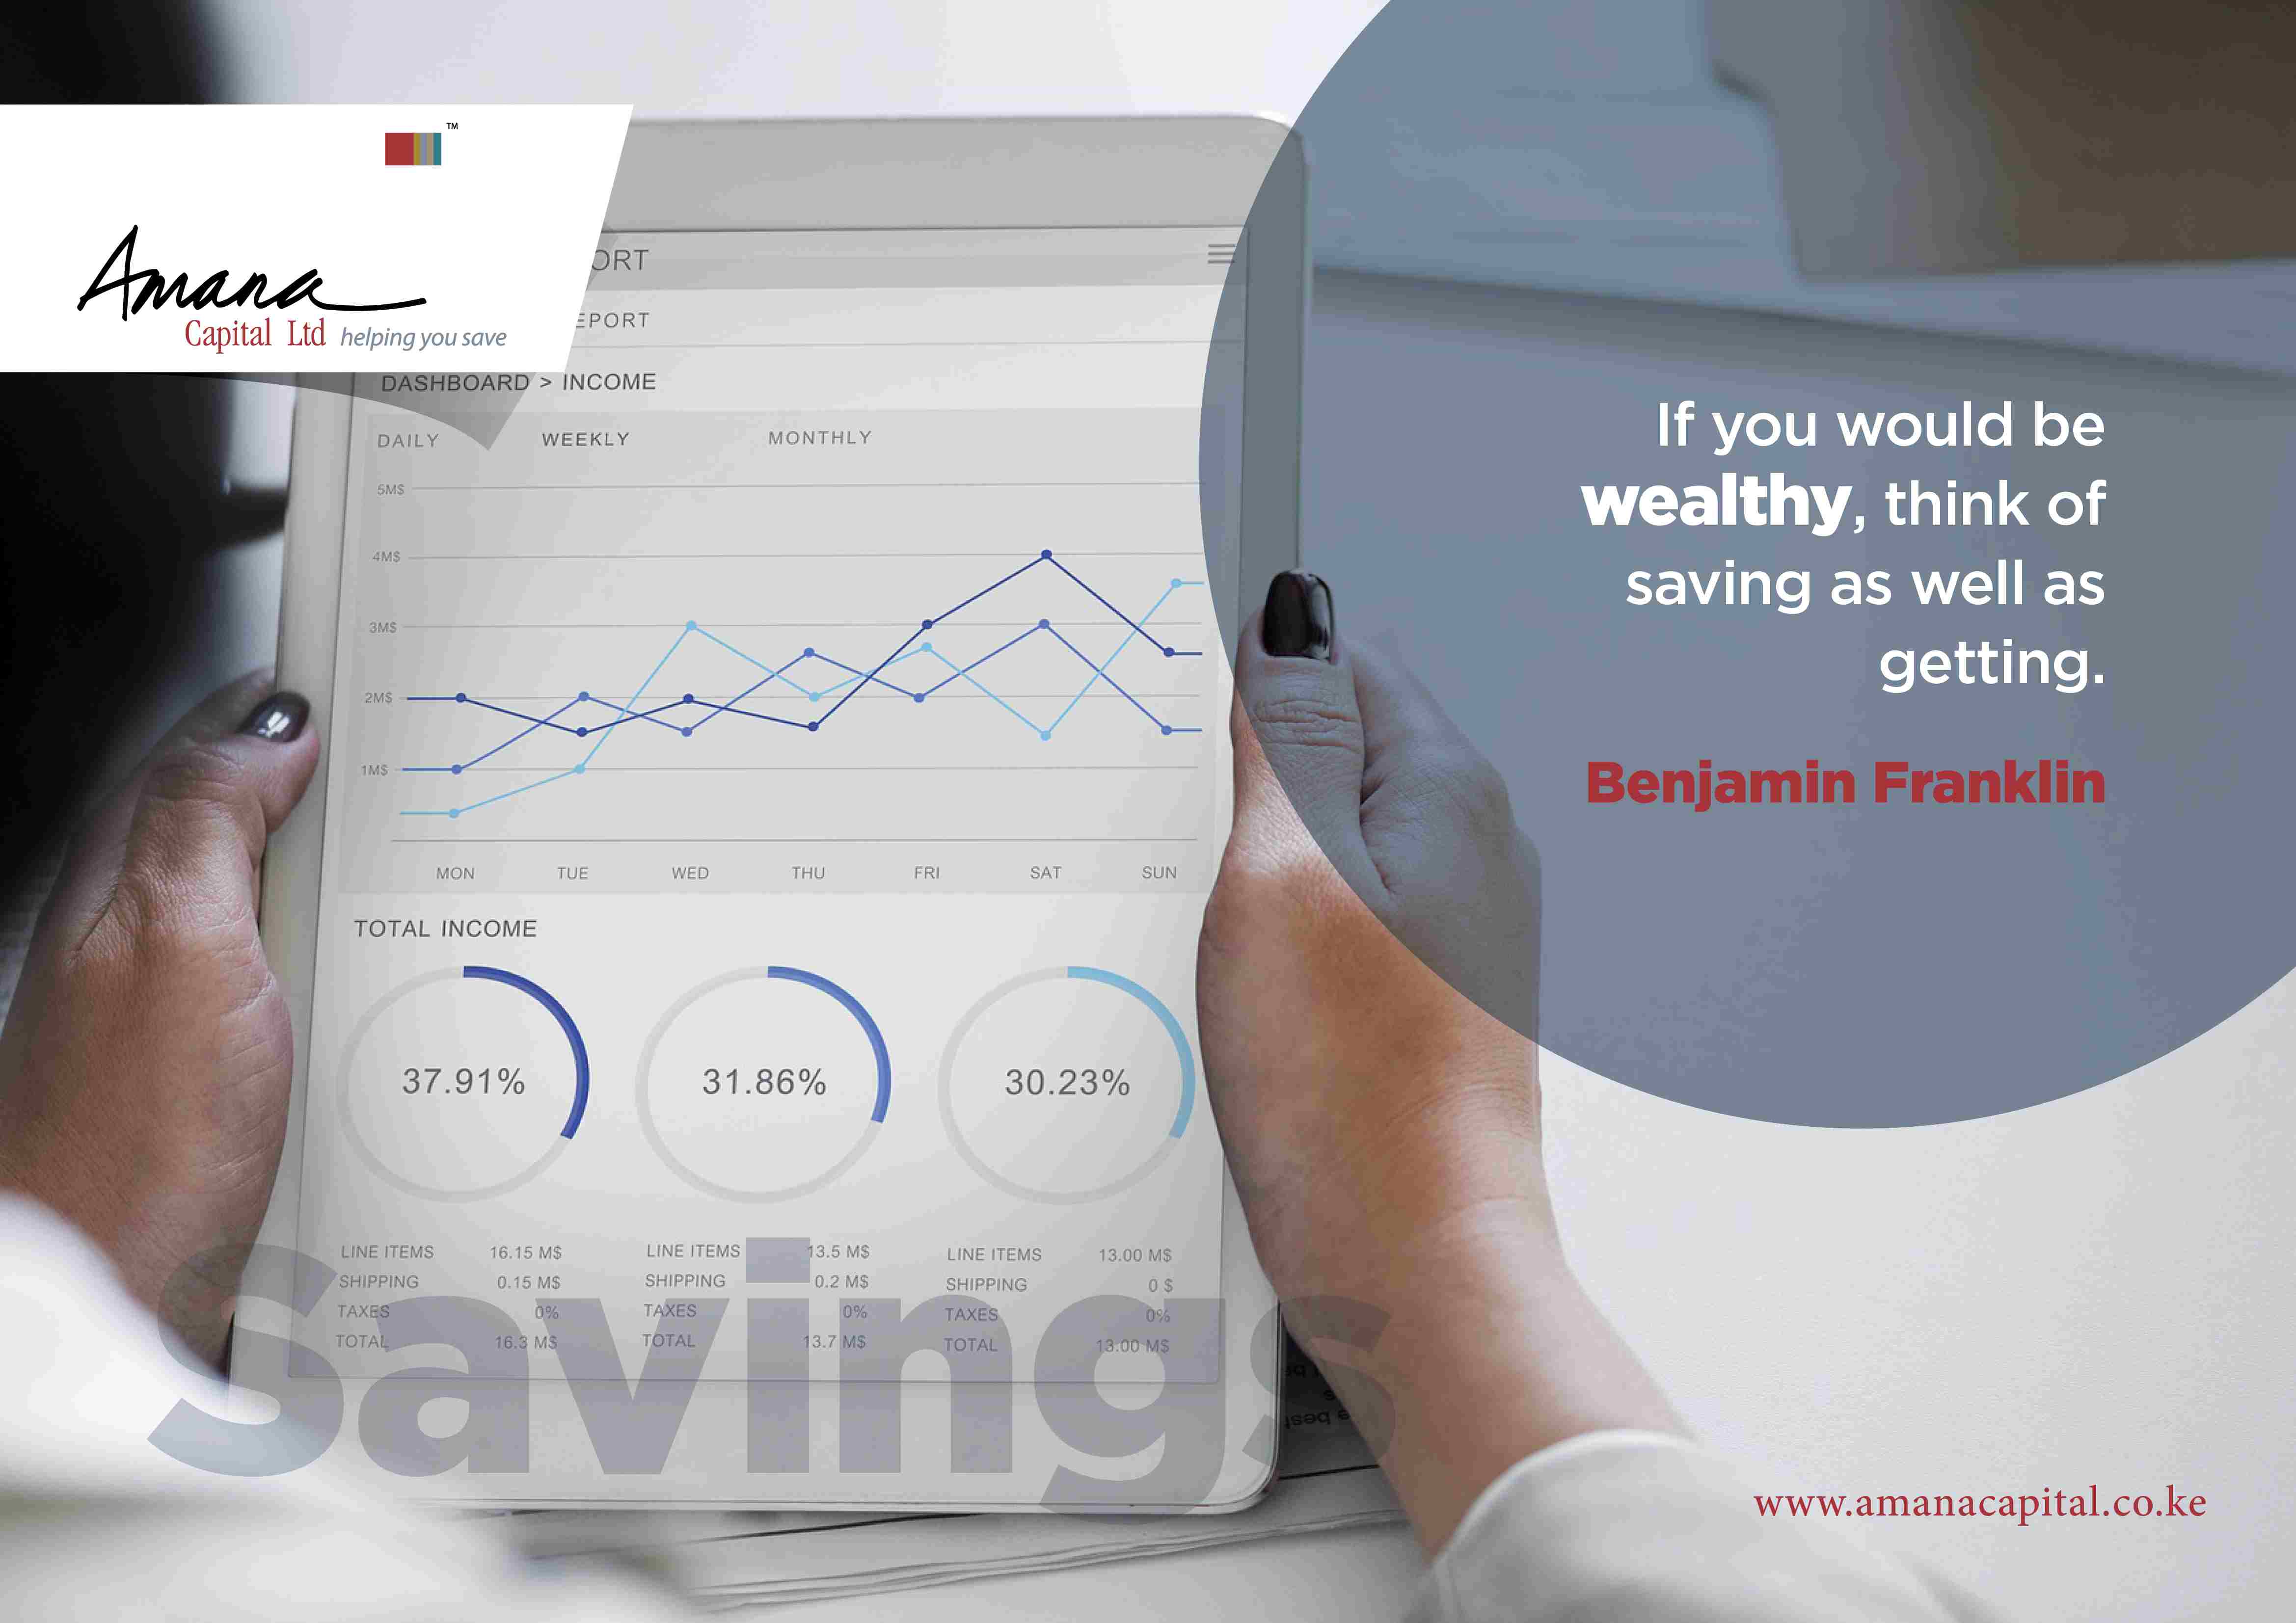 ™
Amana
Capital Ltd helping you save
ORT
EPORT
DASHBOARD > INCOME
DAILY WEEKLY MONTHLY
5M$
4M$
3M$
2M$
1M$
MON TUE WED THU FRI SAT SUN
TOTAL INCOME
37.91% 31.86% 30.23%
LINE ITEMS 16.15 M$ LINE ITEMS 13.5 M$ LINE ITEMS 13.00 M$
SHIPPING 0.15 M$ SHIPPING 0.2 M$ SHIPPING 0 $
TAXES 0% TAXES 0% TAXES 0%
TOTAL 16.3 M$ TOTAL 13.7 M$ TOTAL 13.00 M$
Savings
If you would be
wealthy, think of
saving as well as
getting.
Benjamin Franklin
www.amanacapital.co.ke